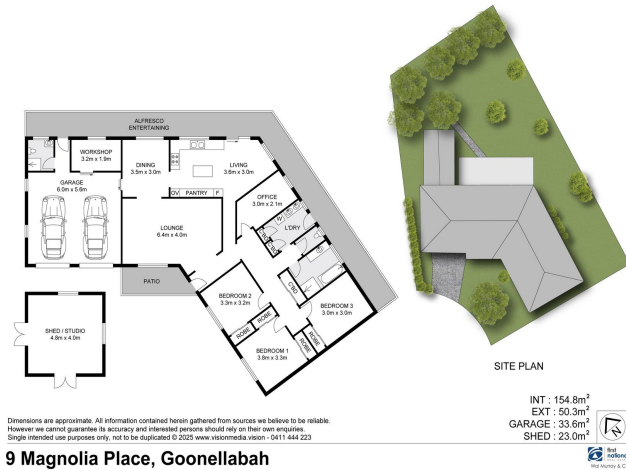 ALFRESCO
ENTERTAINING
WORKSHOP
3.2m x 1.9m
DINING
3.5m x 3.0m
LIVING
3.6m x 3.0m
GARAGE
6.0m x 5.6m
OV
PANTRY
F
OFFICE
3.0m x 2.1m
LOUNGE
6.4m x 4.0m
L'DRY
C'BD
PATIO
BEDROOM 2
3.3m x 3.2m
BEDROOM 3
3.0m x 3.0m
ROBE
ROBE
ROBE
ROBE
BEDROOM 1
3.8m x 3.3m
SHED / STUDIO
4.8m x 4.0m
SITE PLAN
INT : 154.8m²
EXT : 50.3m²
GARAGE : 33.6m²
SHED : 23.0m²
Dimensions are approximate. All information contained herein gathered from sources we believe to be reliable.
However we cannot guarantee its accuracy and interested persons should rely on their own enquiries.
Single intended use purposes only, not to be duplicated © 2025 www.visionmedia.vision - 0411 444 223
9 Magnolia Place, Goonellabah
first
national
Mal Murray & C